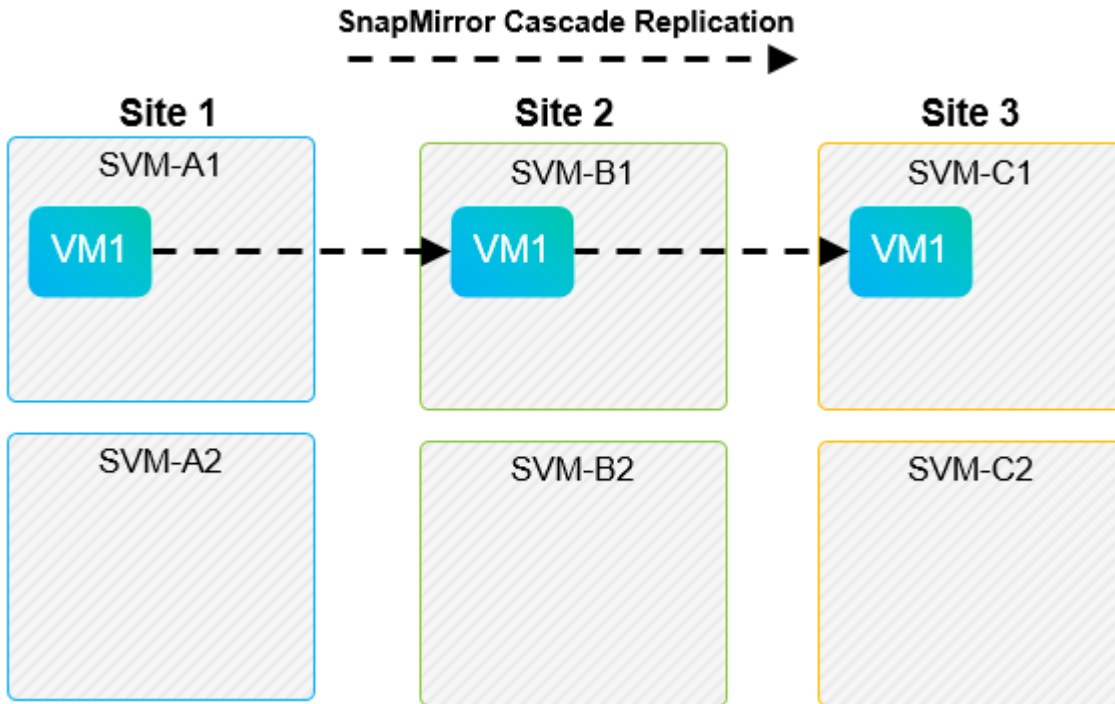 SnapMirror Cascade Replication
Site 1
Site 2
Site 3
SVM-A1
SVM-B1
SVM-C1
VM1
VM1
VM1
SVM-A2
SVM-B2
SVM-C2